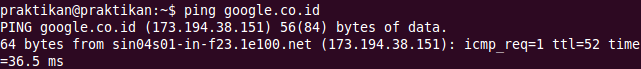 praktikan@praktikan:~$ ping google.co.id
PING google.co.id (173.194.38.151) 56(84) bytes of data.
64 bytes from sin04s01-in-f23.1e100.net (173.194.38.151): icmp_req=1 ttl=52 time
=36.5 ms